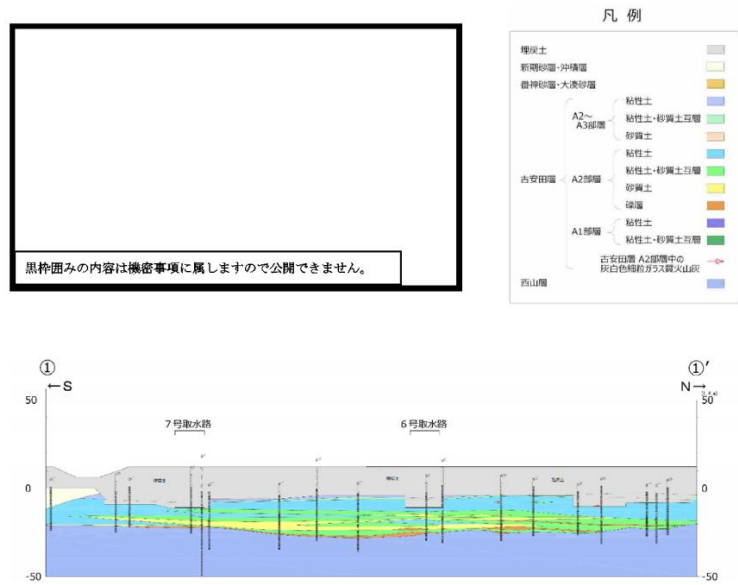 凡 例
埋戻土
新期砂層・沖積層
番神砂層・大湊砂層
古安田層
A2～
A3部層
粘性土
粘性土・砂質土互層
砂質土
A2部層
粘性土
粘性土・砂質土互層
砂質土
礫層
A1部層
粘性土
粘性土・砂質土互層
古安田層 A2部層中の
灰白色細粒ガラス質火山灰
西山層
黒枠囲みの内容は機密事項に属しますので公開できません。
① ①′
←S N→
50 50
7号取水路 6号取水路
0 0
-50 -50